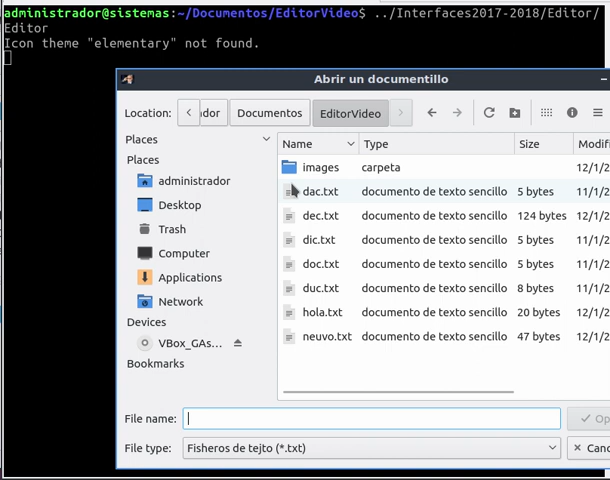 administrador@sistemas:~/Documentos/EditorVideo$ ../Interfaces2017-2018/Editor/
Editor
Icon theme "elementary" not found.
Abrir un documentillo
Location: dor Documentos EditorVideo
Places
Places
administrador
Desktop
Trash
Computer
Applications
Network
Devices
VBox_GAs...
Bookmarks
Name Type Size Modifi
images carpeta 12/1/2
dac.txt documento de texto sencillo 5 bytes 11/1/2
dec.txt documento de texto sencillo 124 bytes 12/1/2
dic.txt documento de texto sencillo 5 bytes 11/1/2
doc.txt documento de texto sencillo 5 bytes 11/1/2
duc.txt documento de texto sencillo 8 bytes 11/1/2
hola.txt documento de texto sencillo 20 bytes 12/1/2
neuvo.txt documento de texto sencillo 47 bytes 12/1/2
File name: Op
File type: Fisheros de tejto (*.txt) Canc